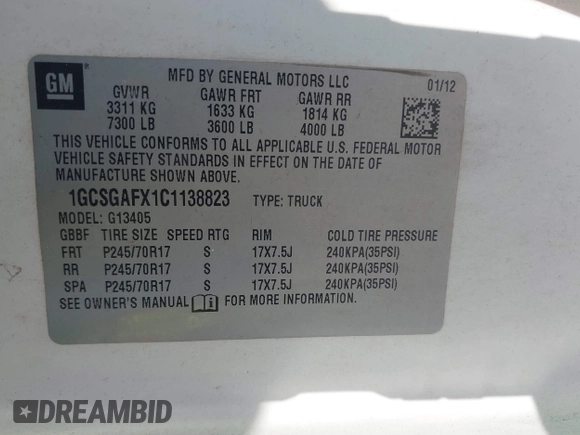 GM
®
MFD BY GENERAL MOTORS LLC
01/12
GVWR GAWR FRT GAWR RR
3311 KG 1633 KG 1814 KG
7300 LB 3600 LB 4000 LB
THIS VEHICLE CONFORMS TO ALL APPLICABLE U.S. FEDERAL MOTOR
VEHICLE SAFETY STANDARDS IN EFFECT ON THE DATE OF
MANUFACTURE SHOWN ABOVE.
1GCSGAFX1C1138823 TYPE: TRUCK
MODEL: G13405
GBBF TIRE SIZE SPEED RTG RIM COLD TIRE PRESSURE
FRT P245/70R17 S 17X7.5J 240KPA(35PSI)
RR P245/70R17 S 17X7.5J 240KPA(35PSI)
SPA P245/70R17 S 17X7.5J 240KPA(35PSI)
SEE OWNER'S MANUAL i FOR MORE INFORMATION.
DREAMBID